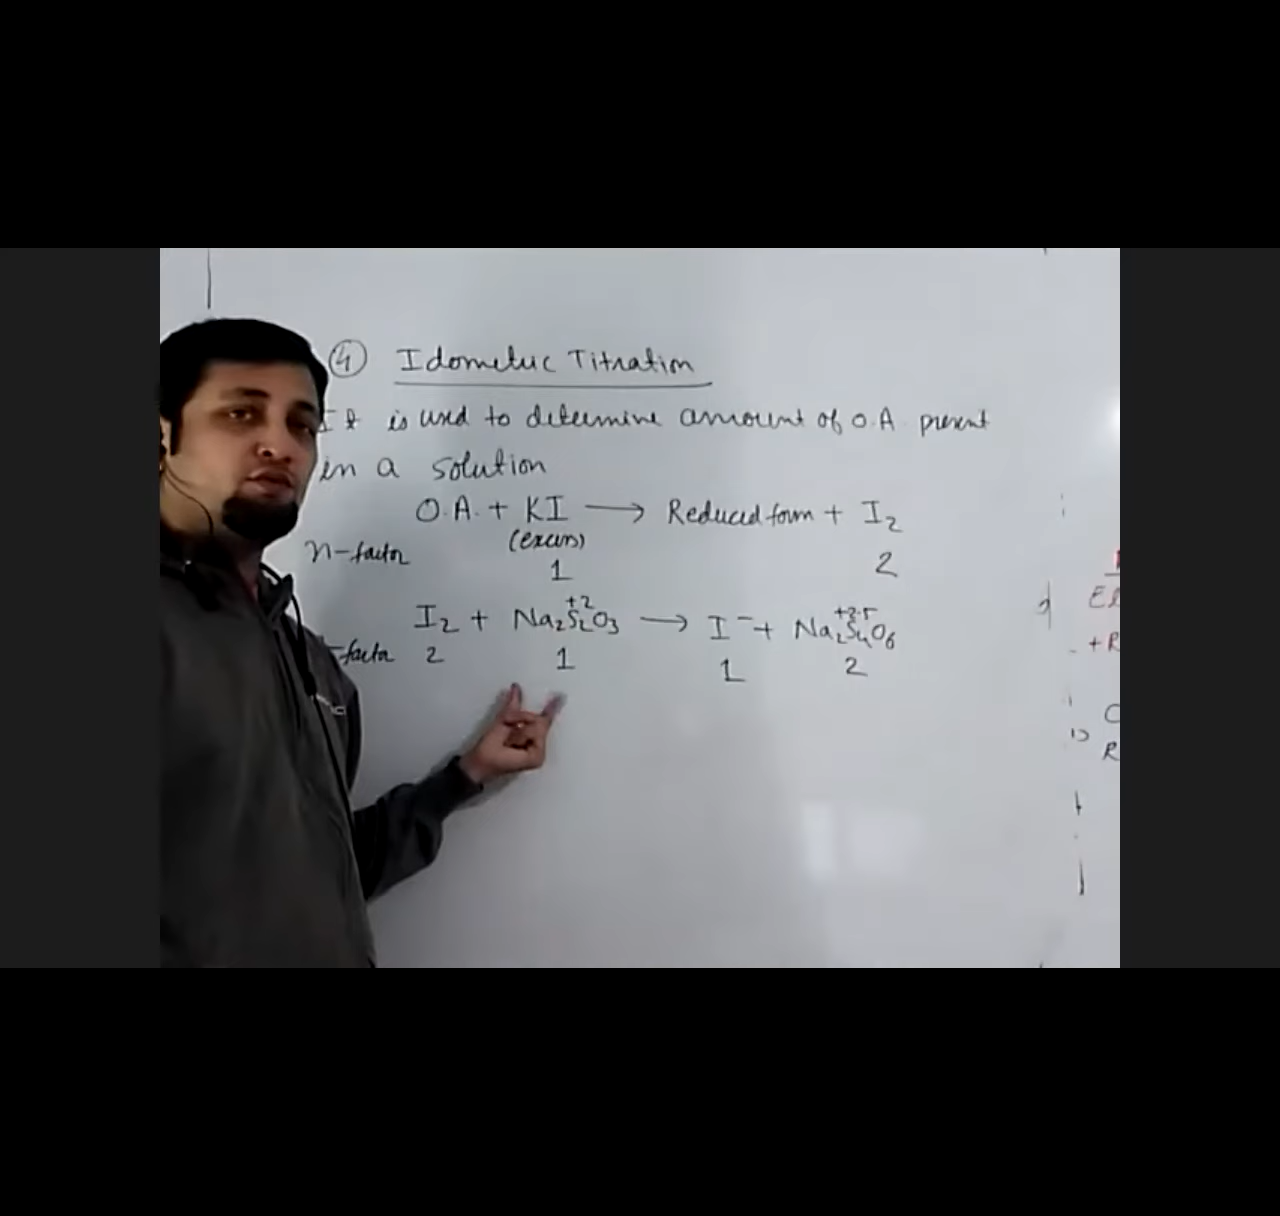 4 Idometric Titration
It is used to determine amount of O.A. present
in a solution
O.A. + KI → Reduced form + I₂
(excess)
n-factor 1 2
I₂ + Na₂S₂O₃ → I⁻ + Na₂S₄O₆
+2 +2.5
-factor 2 1 1 2
+R
R